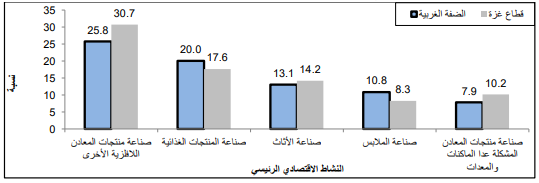 الضفة الغربية
قطاع غزة
نسبة
35
30
25
20
15
10
5
0
25.8
30.7
20.0
17.6
13.1
14.2
10.8
8.3
7.9
10.2
صناعة منتجات المعادن
اللافلزية الأخرى
صناعة المنتجات الغذائية
صناعة الأثاث
صناعة الملابس
صناعة منتجات المعادن
المشكلة عدا الماكنات
والمعدات
النشاط الاقتصادي الرئيسي